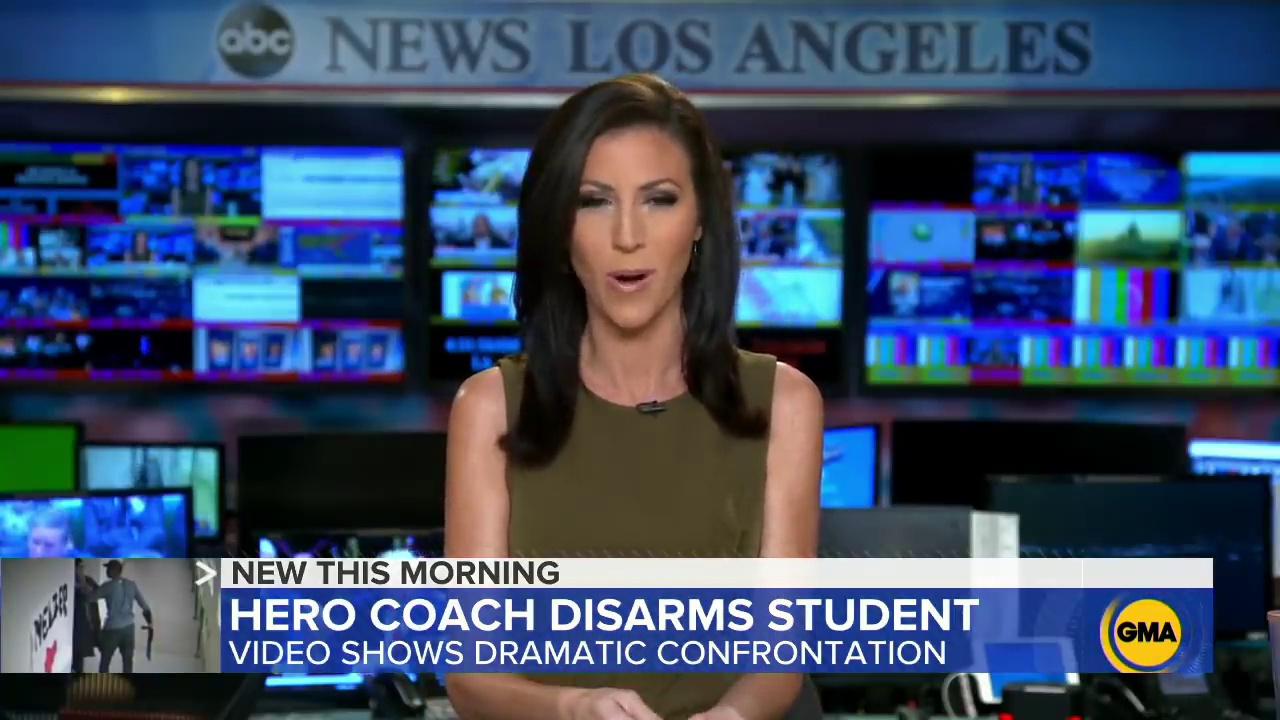 abc NEWS LOS ANGELES
NEW THIS MORNING
HERO COACH DISARMS STUDENT
VIDEO SHOWS DRAMATIC CONFRONTATION
GMA